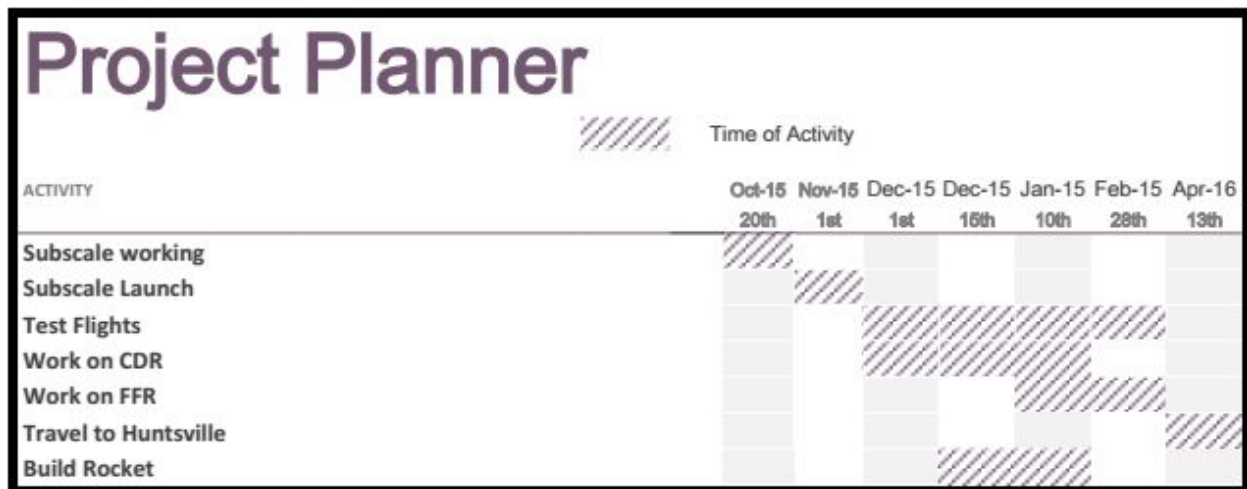 Project Planner
Time of Activity
ACTIVITY Oct-15 Nov-15 Dec-15 Dec-15 Jan-15 Feb-15 Apr-16
20th 1st 1st 15th 10th 28th 13th
Subscale working
Subscale Launch
Test Flights
Work on CDR
Work on FFR
Travel to Huntsville
Build Rocket